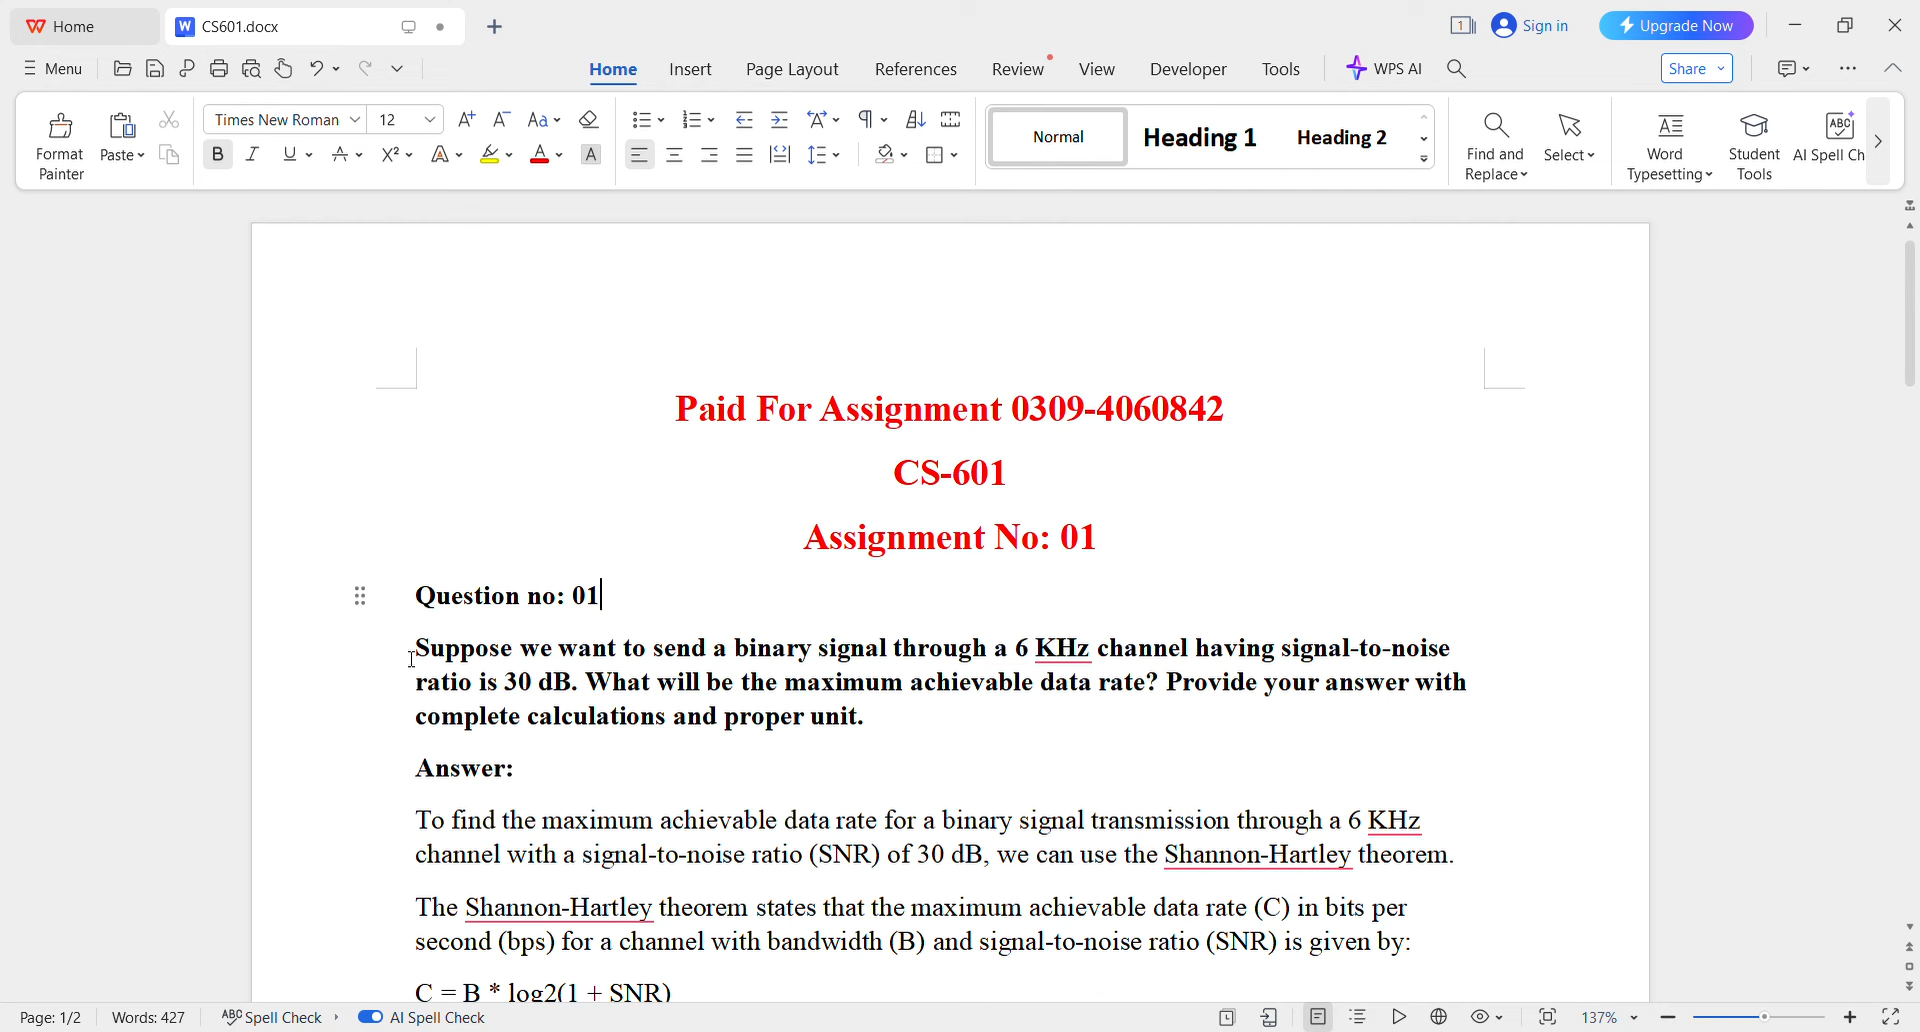 Home
CS601.docx
1
Sign in
Upgrade Now
Menu
Home
Insert
Page Layout
References
Review
View
Developer
Tools
WPS AI
Share
Format Painter
Paste
Times New Roman
12
Normal
Heading 1
Heading 2
Find and Replace
Select
Word Typesetting
Student Tools
AI Spell Ch
Paid For Assignment 0309-4060842
CS-601
Assignment No: 01
Question no: 01
Suppose we want to send a binary signal through a 6 KHz channel having signal-to-noise
ratio is 30 dB. What will be the maximum achievable data rate? Provide your answer with
complete calculations and proper unit.
Answer:
To find the maximum achievable data rate for a binary signal transmission through a 6 KHz
channel with a signal-to-noise ratio (SNR) of 30 dB, we can use the Shannon-Hartley theorem.
The Shannon-Hartley theorem states that the maximum achievable data rate (C) in bits per
second (bps) for a channel with bandwidth (B) and signal-to-noise ratio (SNR) is given by:
C = B * log2(1 + SNR)
Page: 1/2
Words: 427
Spell Check
AI Spell Check
137%